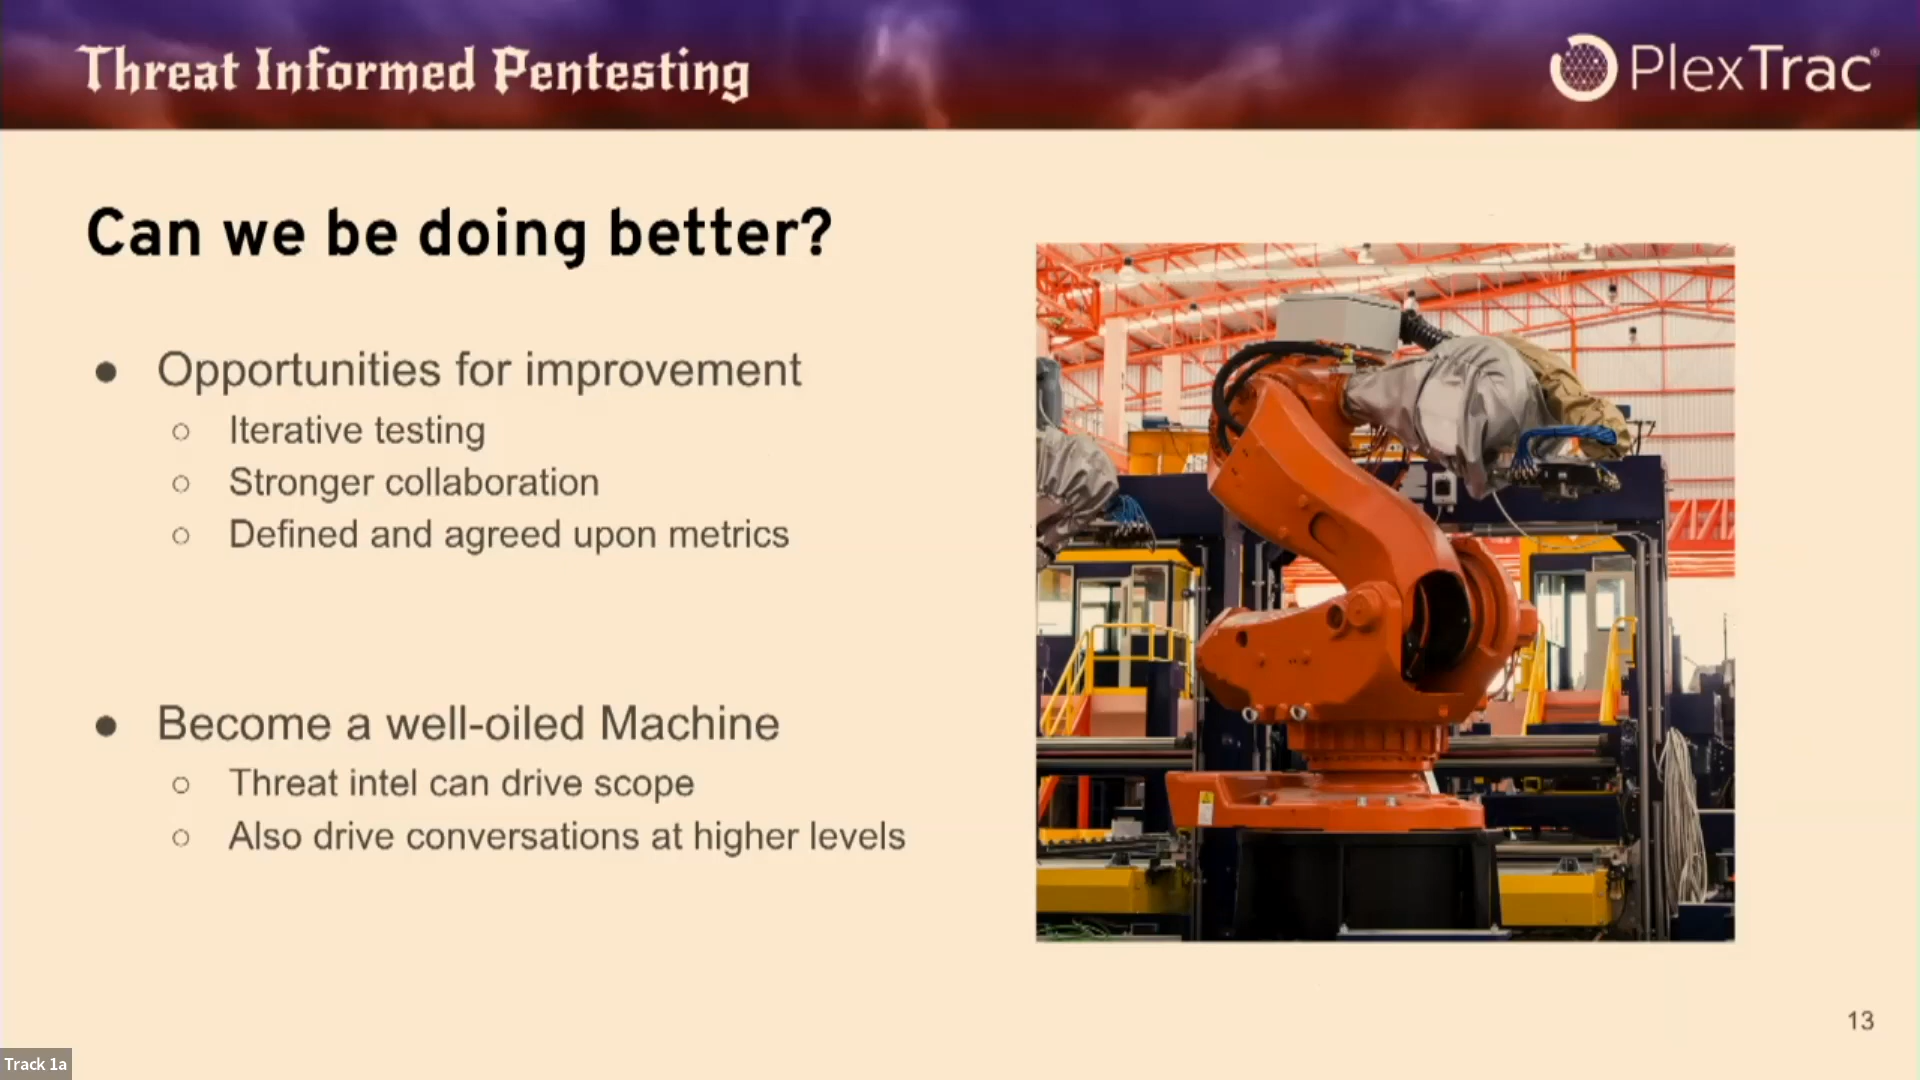 Threat Informed Pentesting
PlexTrac®
Can we be doing better?
● Opportunities for improvement
○ Iterative testing
○ Stronger collaboration
○ Defined and agreed upon metrics
● Become a well-oiled Machine
○ Threat intel can drive scope
○ Also drive conversations at higher levels
13
Track 1a